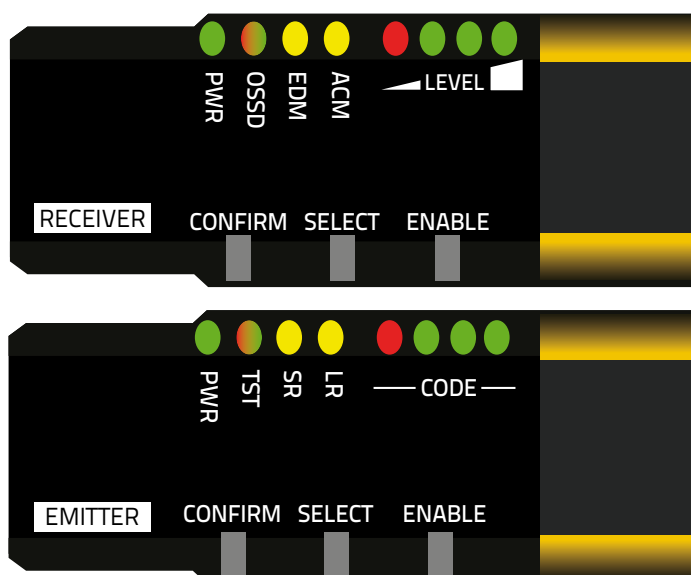 PWR OSSD EDM ACM LEVEL
RECEIVER CONFIRM SELECT ENABLE
PWR TST SR LR CODE
EMITTER CONFIRM SELECT ENABLE